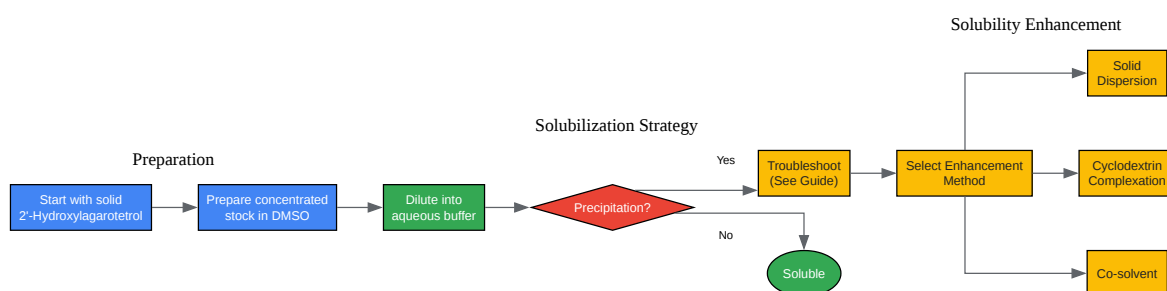 Solubility Enhancement
Solid
Dispersion
Solubilization Strategy
Preparation
Yes
Start with solid
2'-Hydroxylagarotetrol
Prepare concentrated
stock in DMSO
Dilute into
aqueous buffer
Precipitation?
Troubleshoot
(See Guide)
Select Enhancement
Method
Cyclodextrin
Complexation
No
Soluble
Co-solvent